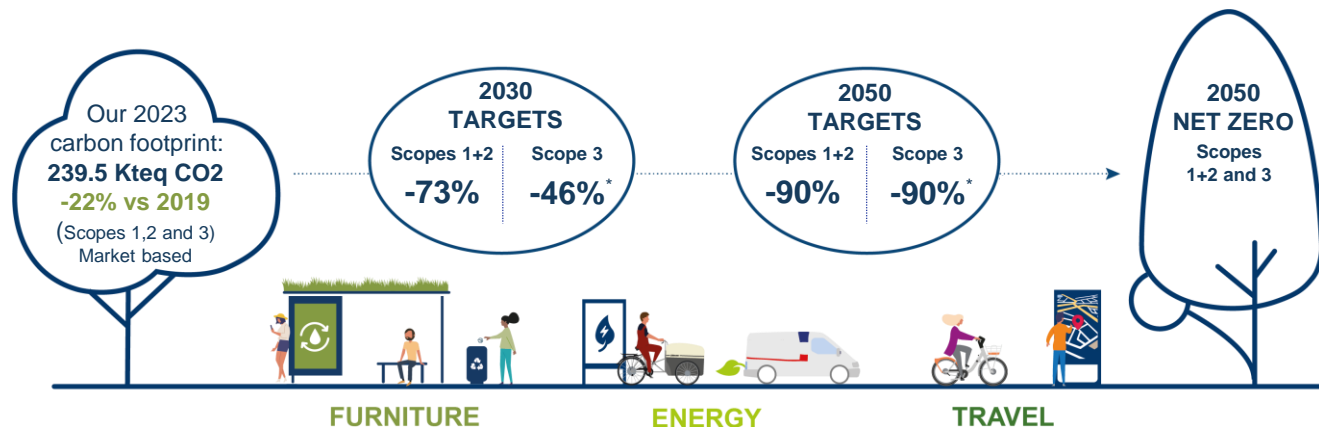 Our 2023
carbon footprint:
239.5 Kteq CO2
-22% vs 2019
(Scopes 1,2 and 3)
Market based
2030
TARGETS
Scopes 1+2
-73%
Scope 3
-46%*
2050
TARGETS
Scopes 1+2
-90%
Scope 3
-90%*
2050
NET ZERO
Scopes
1+2 and 3
FURNITURE
ENERGY
TRAVEL